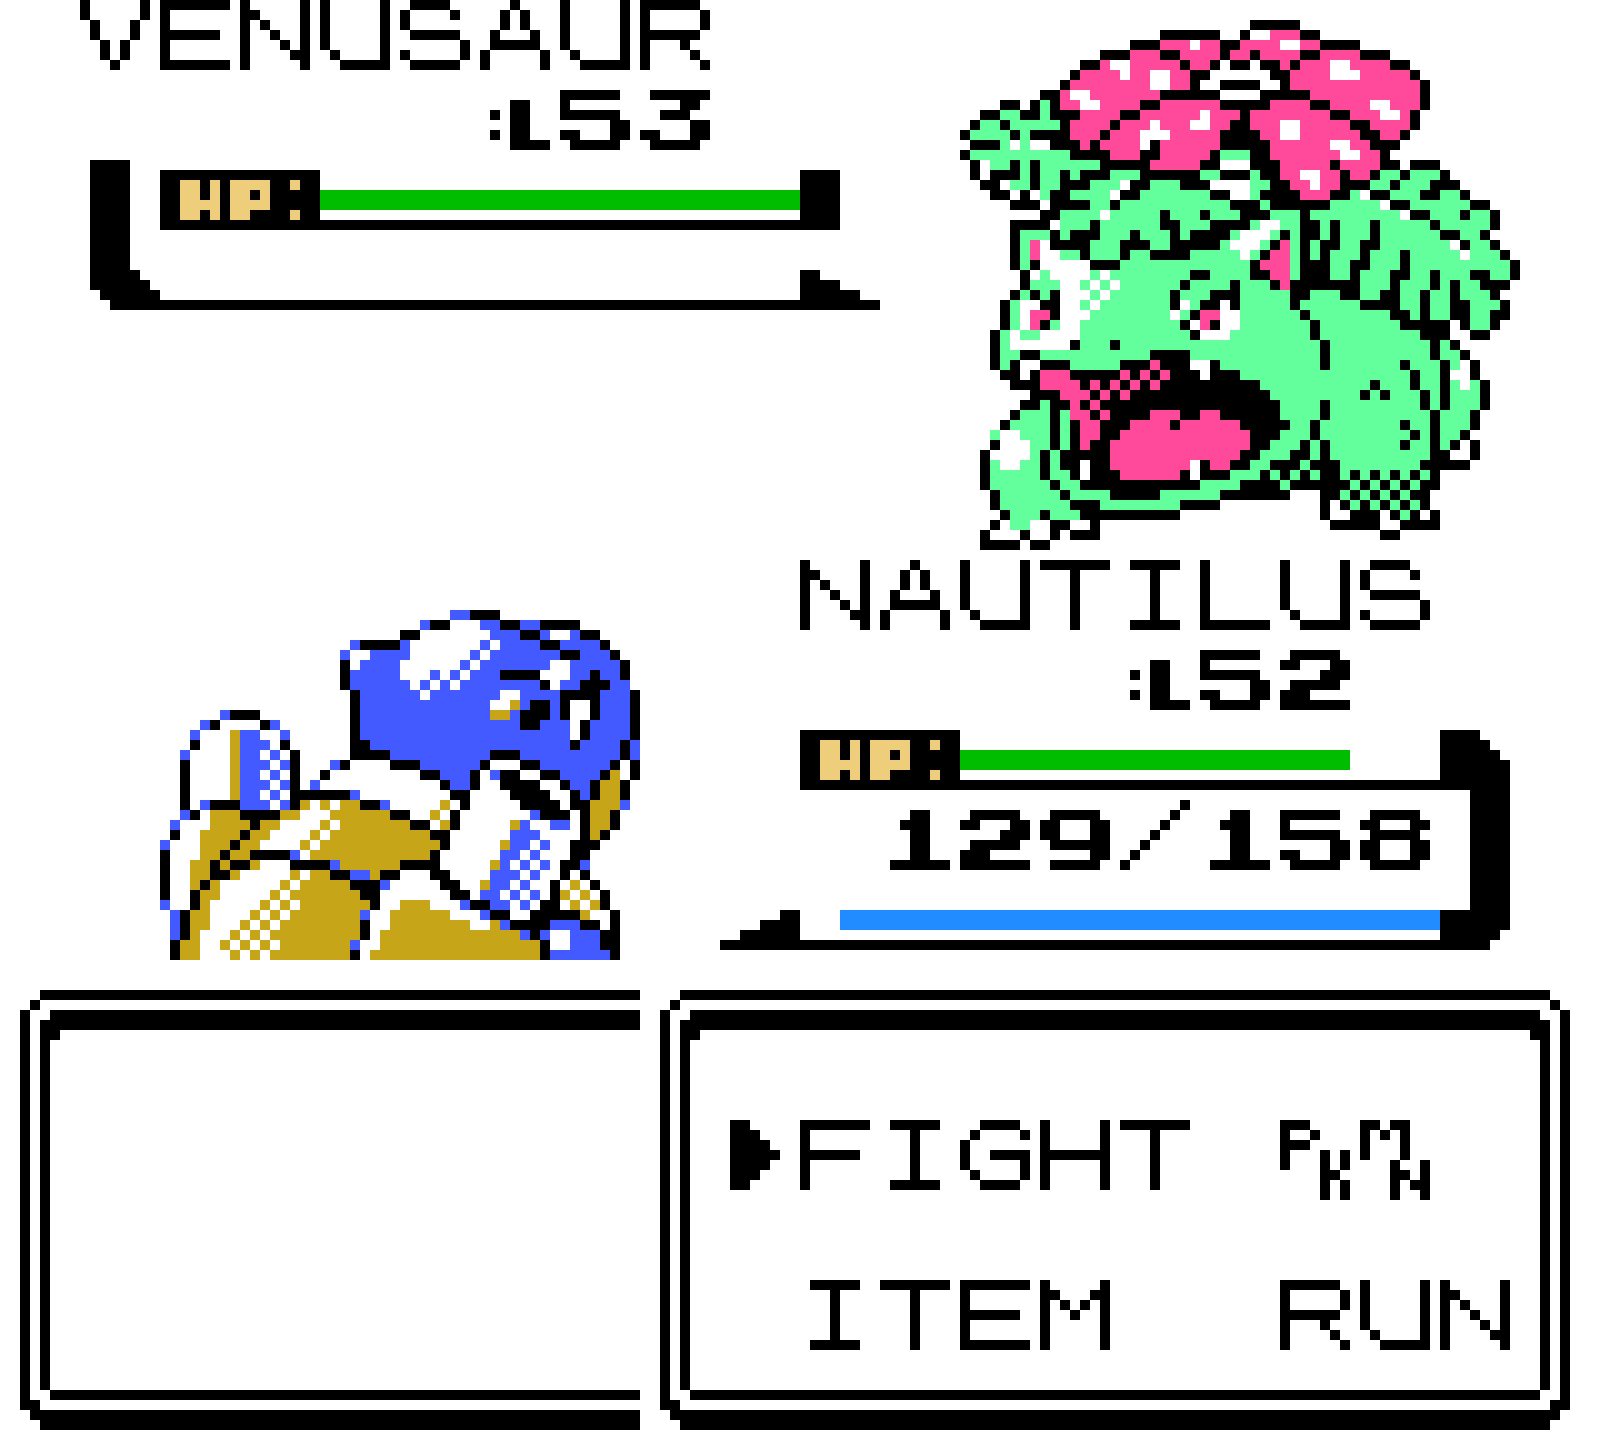 VENUSAUR
:L53
HP:
NAUTILUS
:L52
HP:
129/158
FIGHT PKMN
ITEM RUN